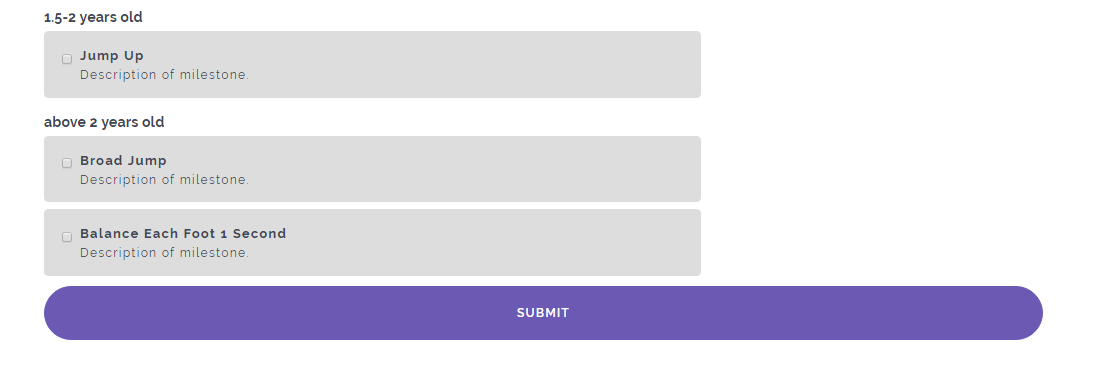 1.5-2 years old
Jump Up
Description of milestone.
above 2 years old
Broad Jump
Description of milestone.
Balance Each Foot 1 Second
Description of milestone.
SUBMIT